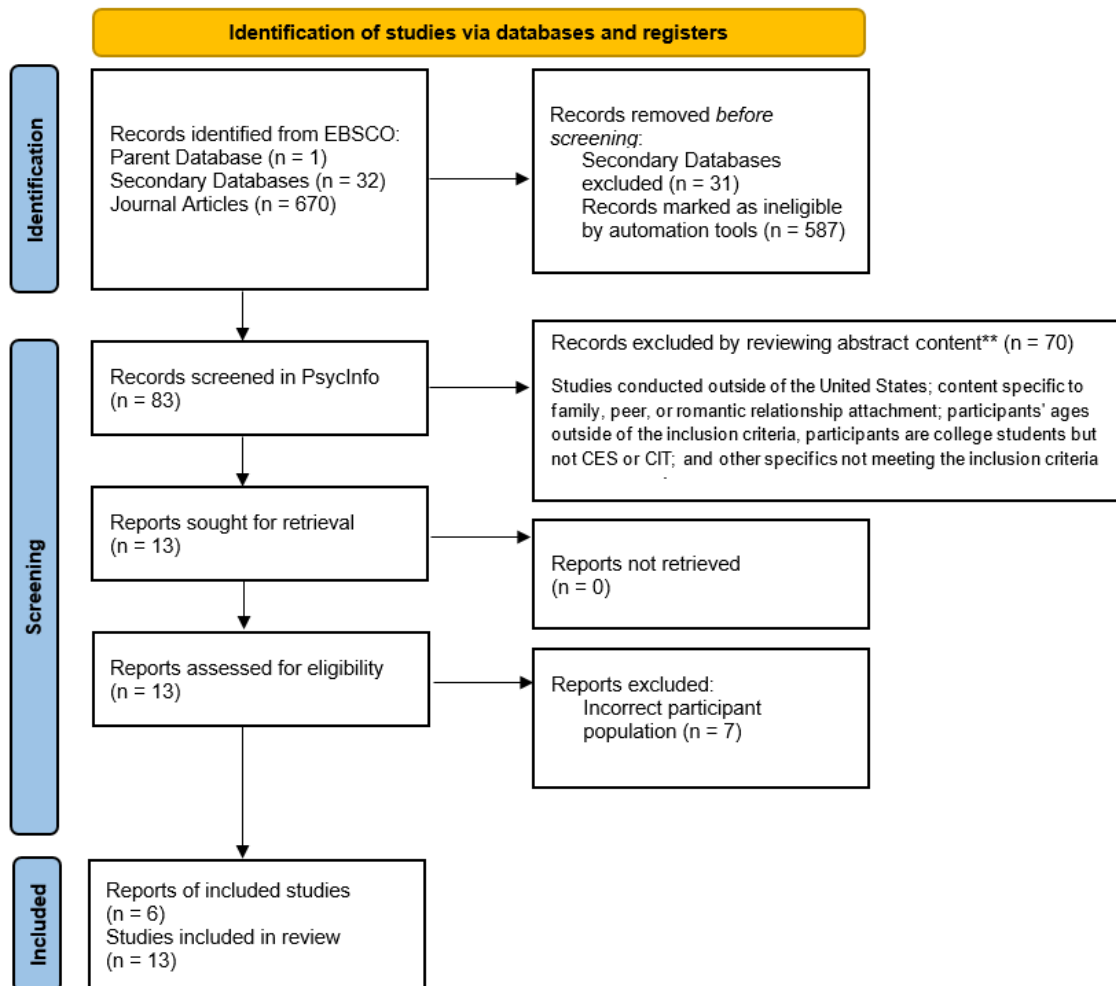 Identification of studies via databases and registers
Identification
Records identified from EBSCO:
Parent Database (n = 1)
Secondary Databases (n = 32)
Journal Articles (n = 670)
Records removed before
screening:
Secondary Databases
excluded (n = 31)
Records marked as ineligible
by automation tools (n = 587)
Screening
Records screened in PsycInfo
(n = 83)
Records excluded by reviewing abstract content** (n = 70)
Studies conducted outside of the United States; content specific to
family, peer, or romantic relationship attachment; participants' ages
outside of the inclusion criteria, participants are college students but
not CES or CIT; and other specifics not meeting the inclusion criteria
Reports sought for retrieval
(n = 13)
Reports not retrieved
(n = 0)
Reports assessed for eligibility
(n = 13)
Reports excluded:
Incorrect participant
population (n = 7)
Included
Reports of included studies
(n = 6)
Studies included in review
(n = 13)